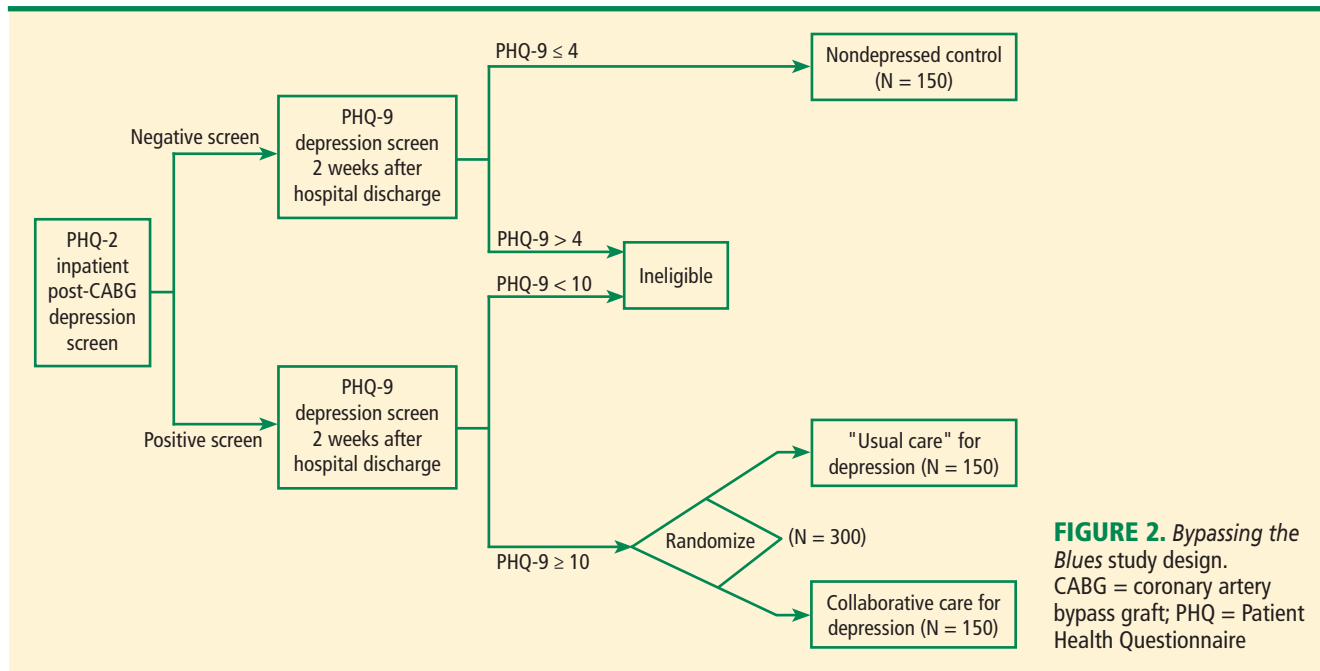 PHQ-2
inpatient
post-CABG
depression
screen
Negative screen
PHQ-9
depression screen
2 weeks after
hospital discharge
PHQ-9 ≤ 4
Nondepressed control
(N = 150)
PHQ-9 > 4
Ineligible
PHQ-9 < 10
Positive screen
PHQ-9
depression screen
2 weeks after
hospital discharge
PHQ-9 ≥ 10
Randomize
(N = 300)
"Usual care" for
depression (N = 150)
Collaborative care for
depression (N = 150)
FIGURE 2. Bypassing the
Blues study design.
CABG = coronary artery
bypass graft; PHQ = Patient
Health Questionnaire